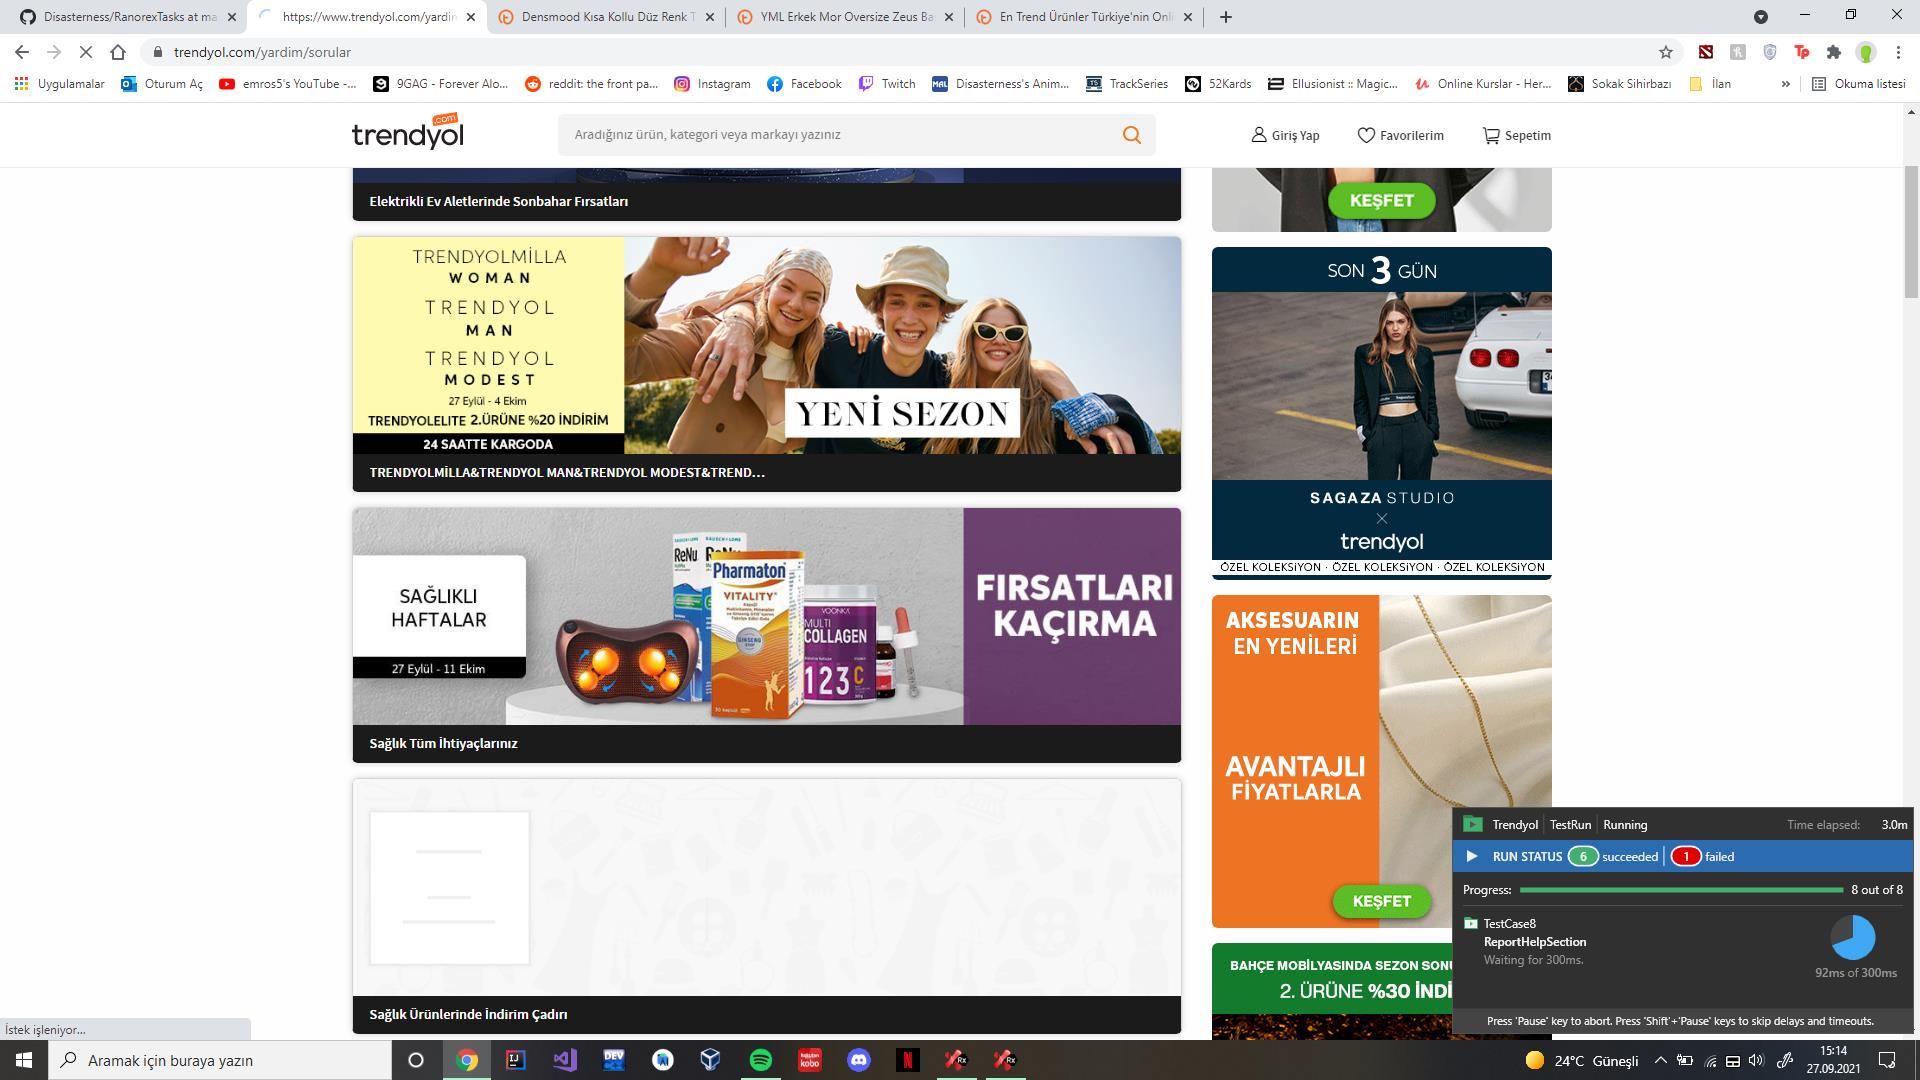 Disasterness/RanorexTasks at ma
https://www.trendyol.com/yardin
Densmood Kısa Kollu Düz Renk T
YML Erkek Mor Oversize Zeus Ba
En Trend Ürünler Türkiye'nin Onli
trendyol.com/yardim/sorular
Uygulamalar
Oturum Aç
emros5's YouTube -...
9GAG - Forever Alo...
reddit: the front pa...
Instagram
Facebook
Twitch
Disasterness's Anim...
TrackSeries
52Kards
Ellusionist :: Magic...
Online Kurslar - Her...
Sokak Sihirbazı
İlan
»
Okuma listesi
trendyol
.com
Aradığınız ürün, kategori veya markayı yazınız
Giriş Yap
Favorilerim
Sepetim
Elektrikli Ev Aletlerinde Sonbahar Fırsatları
TRENDYOLMİLLA
WOMAN
TRENDYOL
MAN
TRENDYOL
MODEST
27 Eylül - 4 Ekim
TRENDYOLELITE 2.ÜRÜNE %20 İNDİRİM
24 SAATTE KARGODA
YENİ SEZON
TRENDYOLMİLLA&TRENDYOL MAN&TRENDYOL MODEST&TREND...
SAĞLIKLI
HAFTALAR
27 Eylül - 11 Ekim
BAUSCH + LOMB
ReNu
Pharmaton
VITALITY
GINSENG
30 kapsül
VOONKA
MULTI
COLLAGEN
123C
FIRSATLARI
KAÇIRMA
Sağlık Tüm İhtiyaçlarınız
Sağlık Ürünlerinde İndirim Çadırı
KEŞFET
SON 3 GÜN
SAGAZA STUDIO
×
trendyol
ÖZEL KOLEKSİYON · ÖZEL KOLEKSİYON · ÖZEL KOLEKSİYON
AKSESUARIN
EN YENİLERİ
AVANTAJLI
FİYATLARLA
KEŞFET
BAHÇE MOBİLYASINDA SEZON SONU
2. ÜRÜNE %30 İNDİ
Trendyol
TestRun
Running
Time elapsed: 3.0m
RUN STATUS 6 succeeded 1 failed
Progress: 8 out of 8
TestCase8
ReportHelpSection
Waiting for 300ms.
92ms of 300ms
Press 'Pause' key to abort. Press 'Shift'+'Pause' keys to skip delays and timeouts.
İstek işleniyor...
Aramak için buraya yazın
24°C Güneşli
15:14
27.09.2021